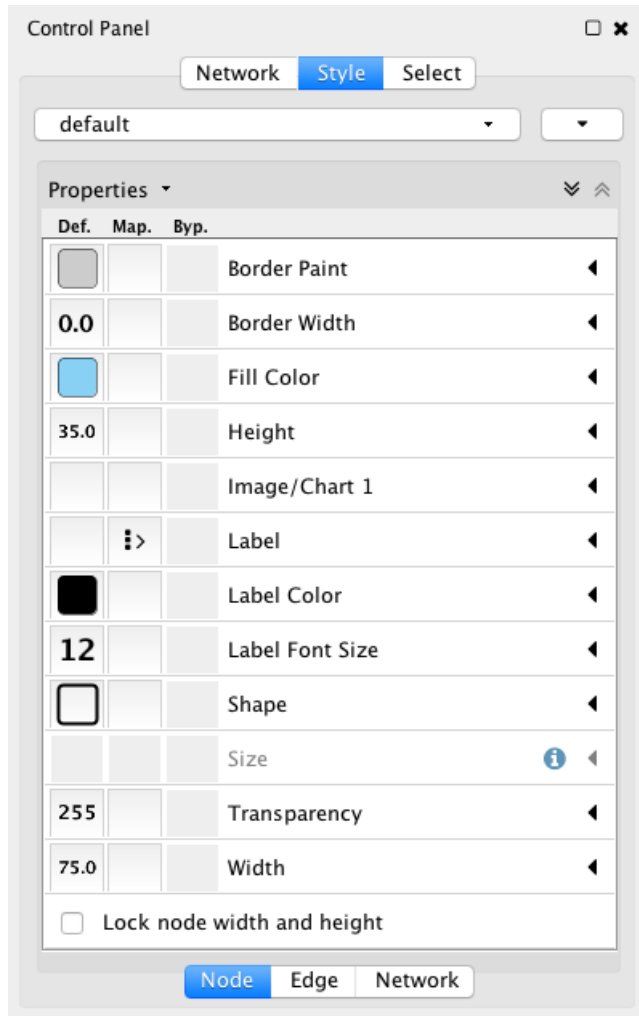 Control Panel
Network Style Select
default
Properties
Def. Map. Byp.
Border Paint
0.0 Border Width
Fill Color
35.0 Height
Image/Chart 1
Label
Label Color
12 Label Font Size
Shape
Size
255 Transparency
75.0 Width
Lock node width and height
Node Edge Network